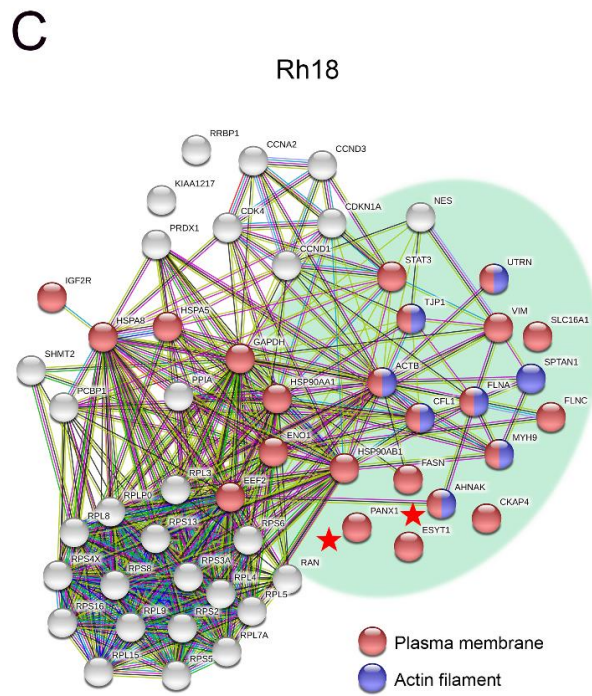 C
Rh18
RRBP1
CCNA2
CCND3
KIAA1217
NES
CDK4
CDKN1A
PRDX1
CCND1
STAT3
UTRN
IGF2R
TJP1
VIM
SLC16A1
HSPA8
HSPA5
GAPDH
SHMT2
ACTB
SPTAN1
PPIA
HSP90AA1
FLNA
PCBP1
CFL1
FLNC
ENO1
MYH9
HSP90AB1
FASN
RPL3
EEF2
AHNAK
RPLP0
PANX1
CKAP4
RPL8
RPS13
RPS6
ESYT1
RPS4X
RPS8
RPS3A
RAN
RPL4
RPL5
RPS16
RPL9
RPS2
RPL7A
RPL15
RPS5
Plasma membrane
Actin filament